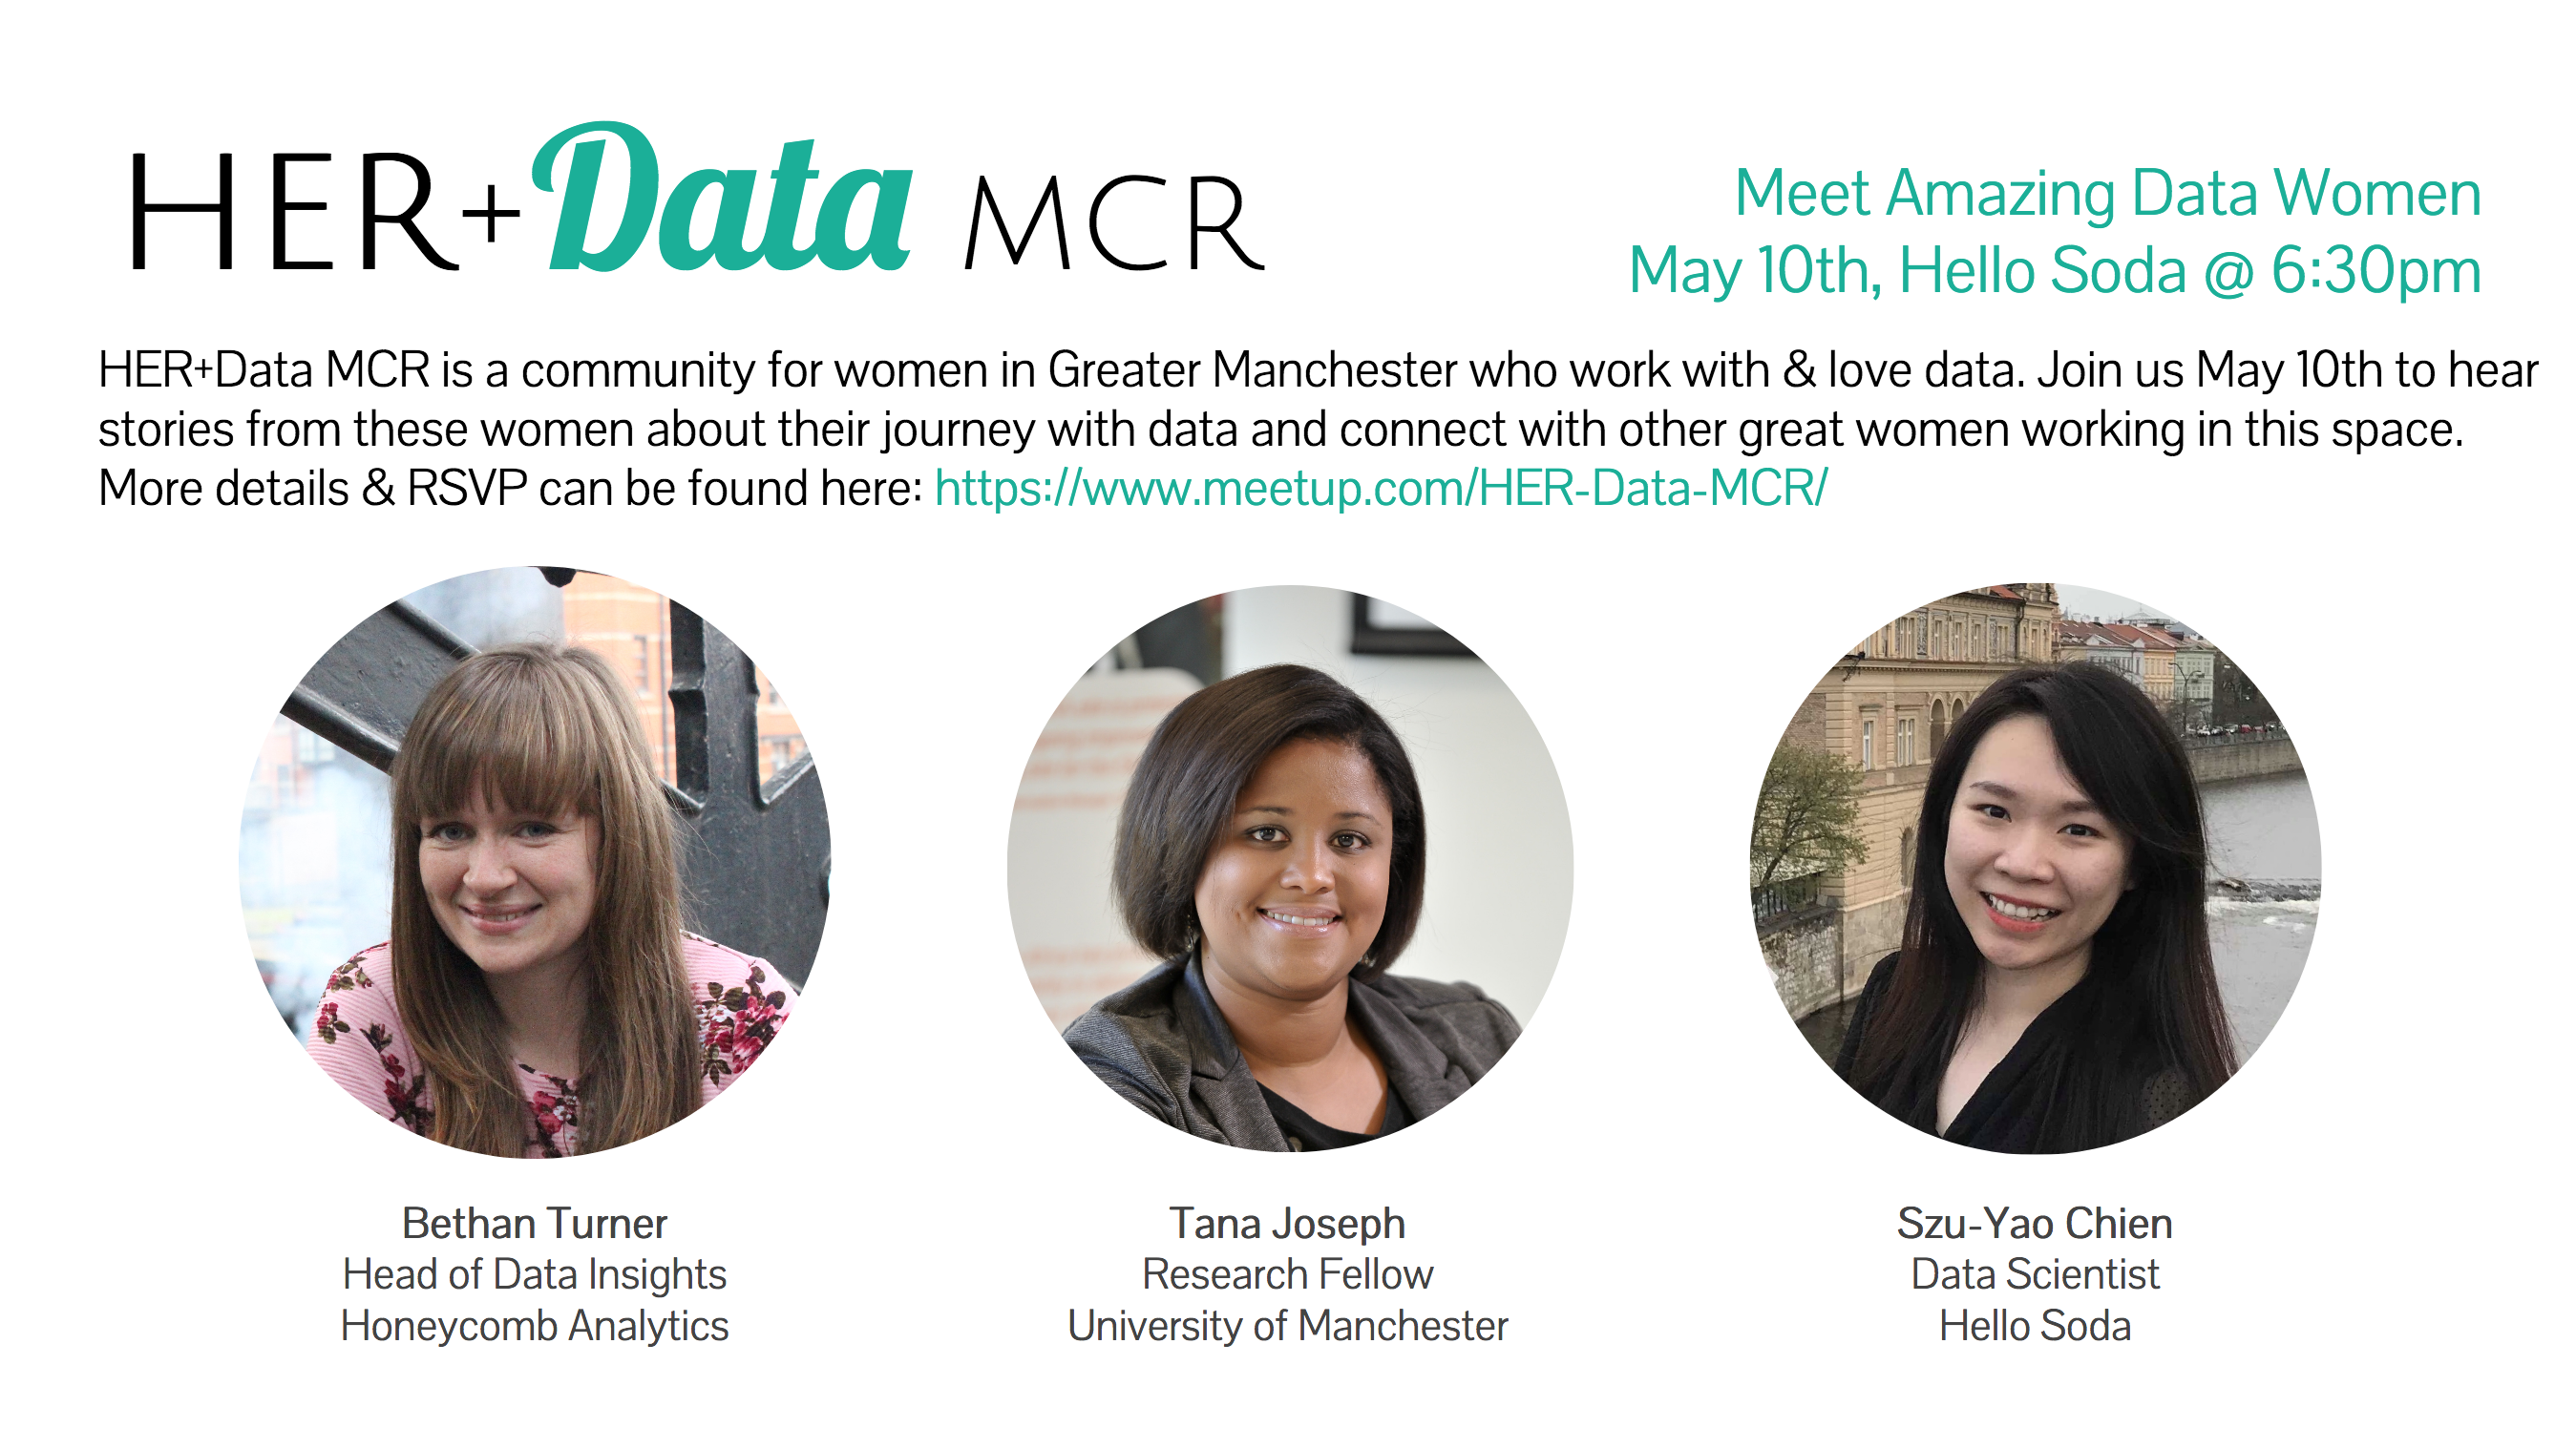 HER+Data MCR
Meet Amazing Data Women
May 10th, Hello Soda @ 6:30pm
HER+Data MCR is a community for women in Greater Manchester who work with & love data. Join us May 10th to hear
stories from these women about their journey with data and connect with other great women working in this space.
More details & RSVP can be found here: https://www.meetup.com/HER-Data-MCR/
Bethan Turner
Head of Data Insights
Honeycomb Analytics
Tana Joseph
Research Fellow
University of Manchester
Szu-Yao Chien
Data Scientist
Hello Soda